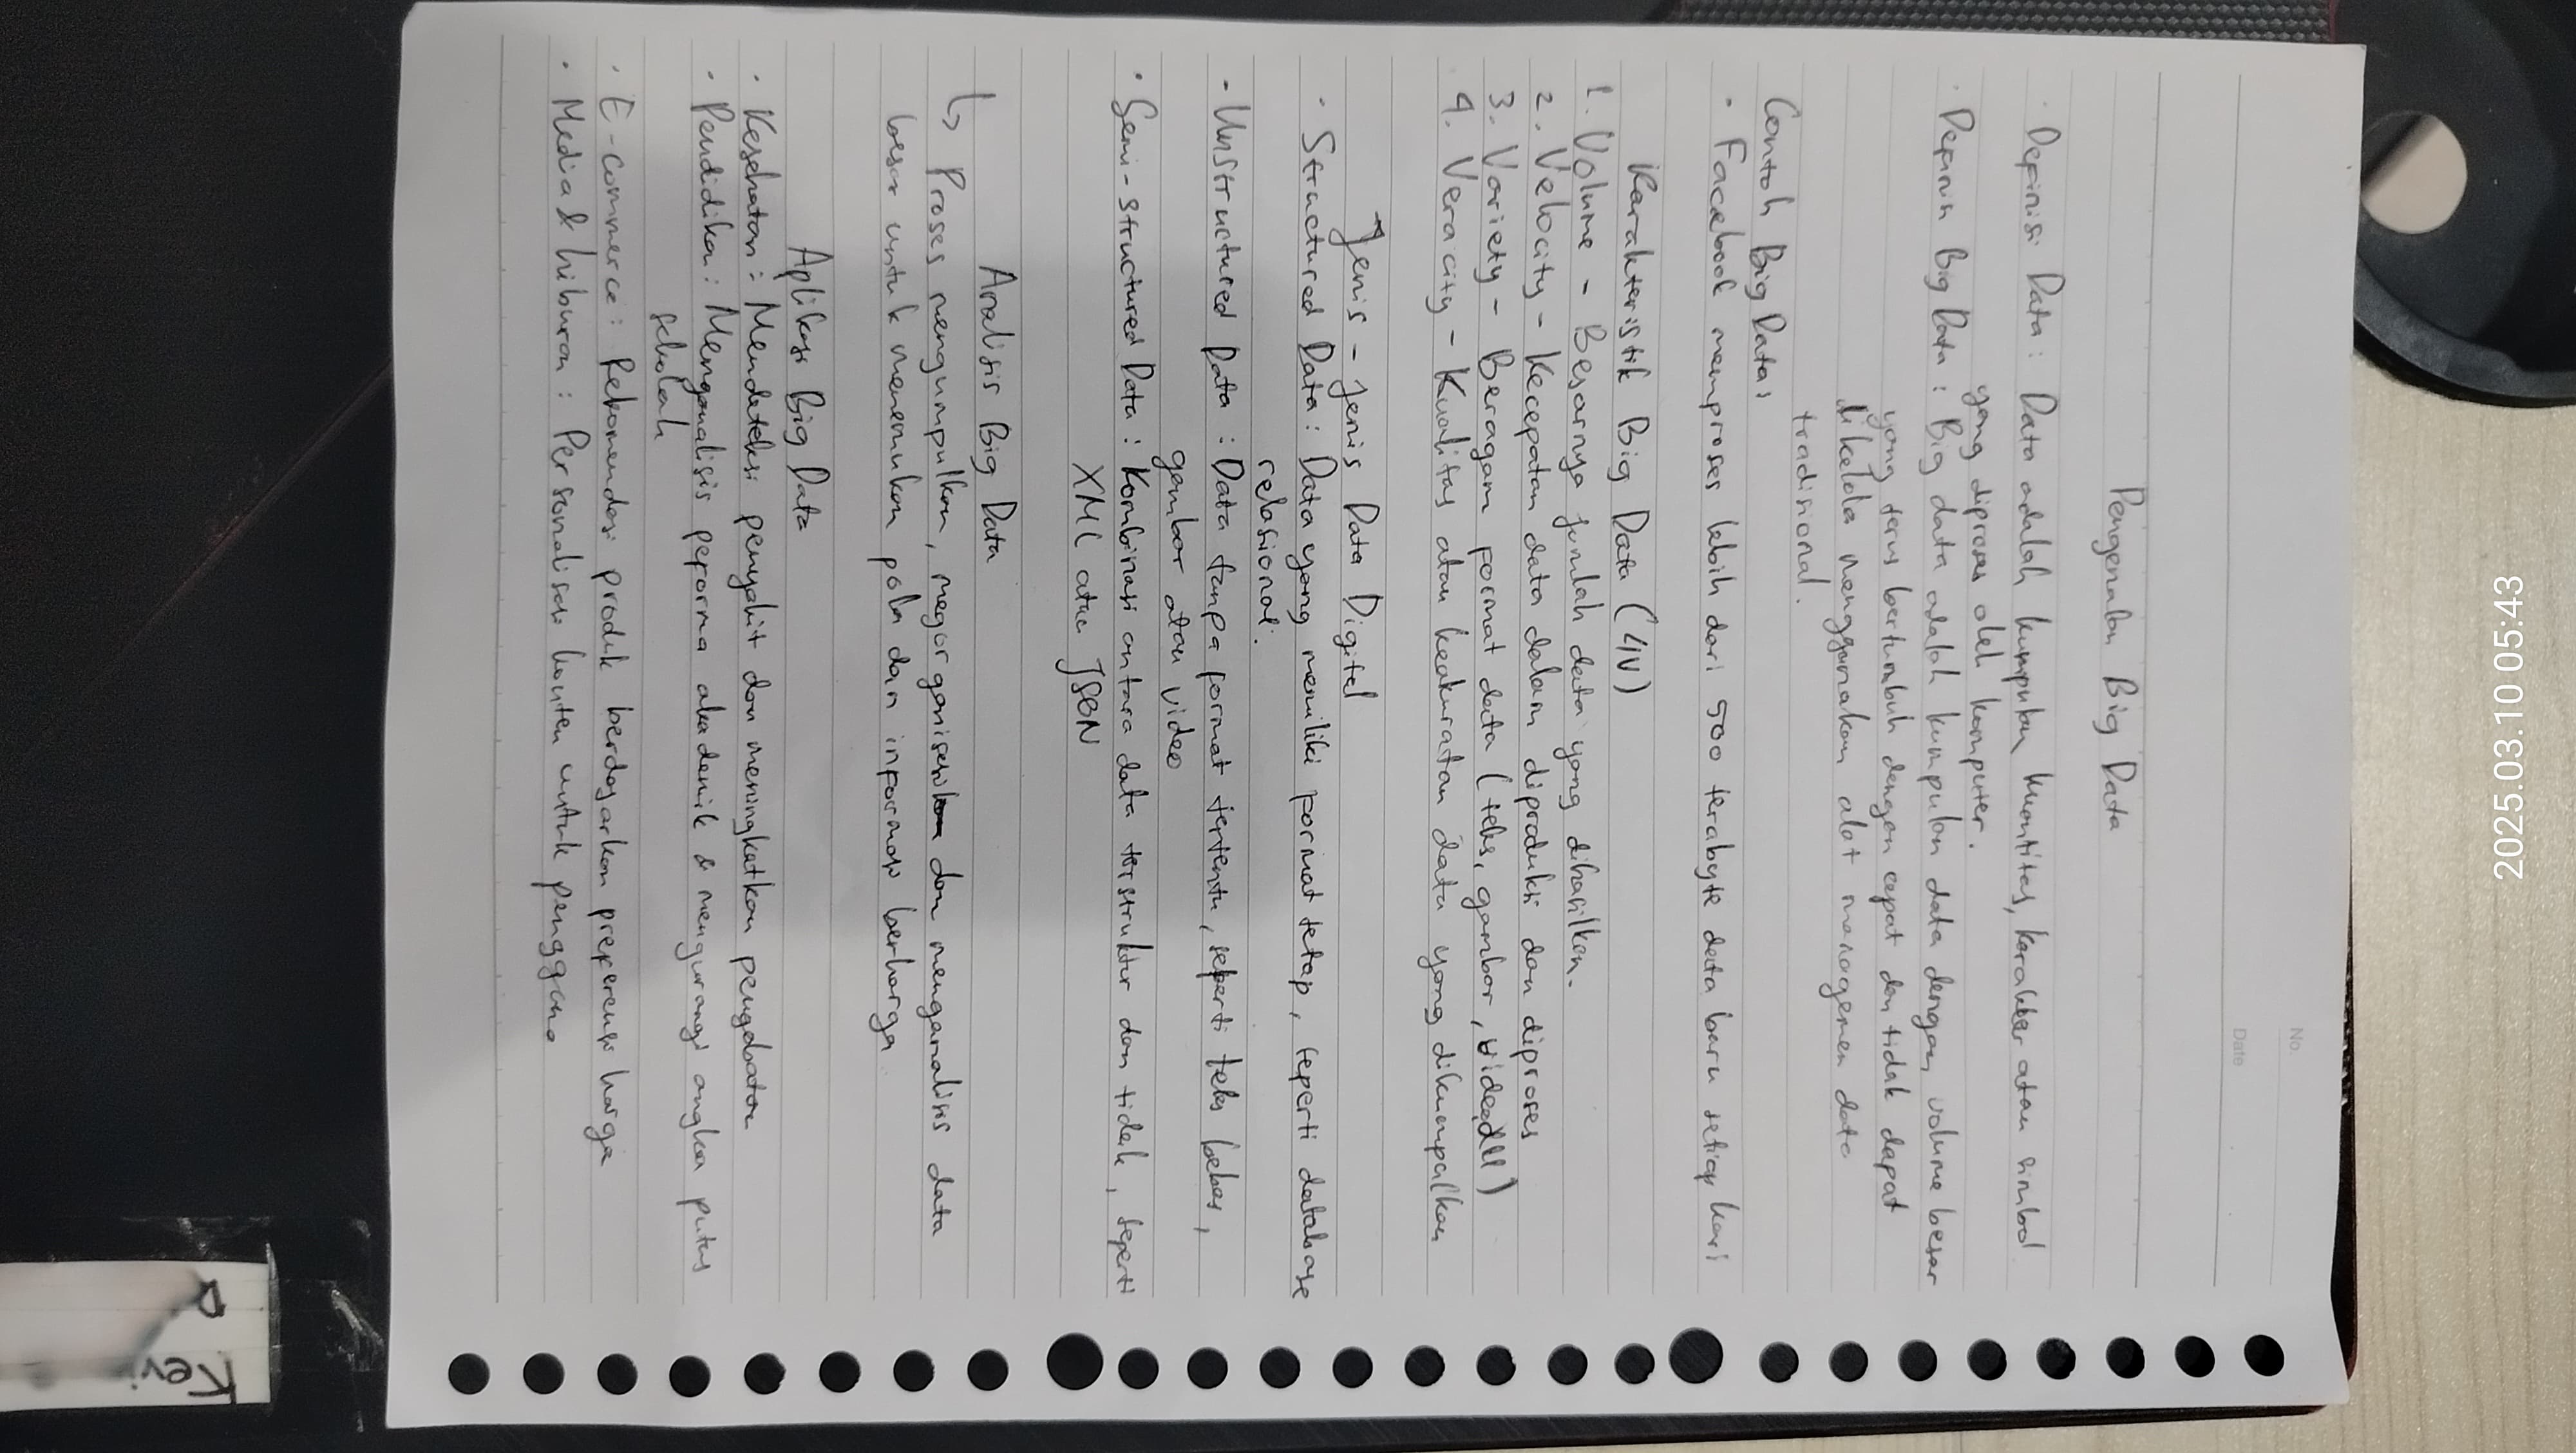 2025.03.10 05:43
No.
Date
Pengenalan Big Data
Definisi Data : Data adalah kumpulan kuantitas, karakter atau simbol
yang diproses oleh komputer.
Definisi Big Data : Big data adalah kumpulan data dengan volume besar
yang terus bertumbuh dengan cepat dan tidak dapat
dikelola menggunakan alat managemen data
tradisional.
Contoh Big Data :
• Facebook memproses lebih dari 500 terabyte data baru setiap hari
Karakteristik Big Data (4V)
1. Volume - Besarnya jumlah data yang dihasilkan.
2. Velocity - Kecepatan data dalam diproduksi dan diproses
3. Variety - Beragam format data (teks, gambar, video, dll)
4. Veracity - Kualitas atau keakuratan data yang dikumpulkan
Jenis - Jenis Data Digital
• Structured Data : Data yang memiliki format tetap, seperti database
relasional.
- Unstructured Data : Data tanpa format tertentu, seperti teks bebas,
gambar atau video
• Semi-structured Data : Kombinasi antara data terstruktur dan tidak, seperti
XML atau JSON
Analisis Big Data
↳ Proses mengumpulkan, megorganisasi dan menganalisis data
besar untuk menemukan pola dan informasi berharga
Aplikasi Big Data
• Kesehatan : Mendeteksi penyakit dan meningkatkan pengobatan
• Pendidika : Menganalisis peforma akademik & mengurangi angka putus
sekolah
• E-commerce : Rekomendasi produk berdasarkan preferensi harga
• Media & hiburan : Personalisasi konten untuk pengguna